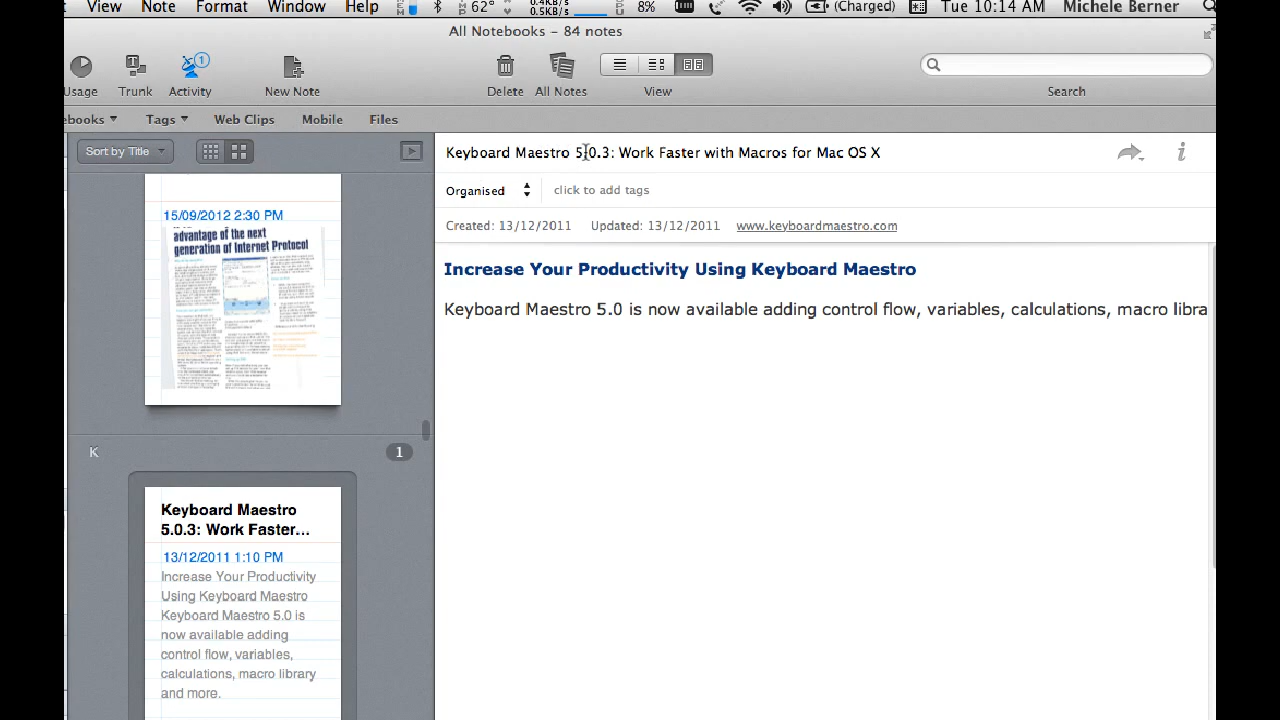 View Note Format Window Help 62° 0.4KB/s 0.5KB/s 8% (Charged) Tue 10:14 AM Michele Berner
All Notebooks – 84 notes
Usage Trunk Activity 1 New Note Delete All Notes View Search
ebooks Tags Web Clips Mobile Files
Sort by Title
Keyboard Maestro 5.0.3: Work Faster with Macros for Mac OS X
Organised click to add tags
Created: 13/12/2011 Updated: 13/12/2011 www.keyboardmaestro.com
Increase Your Productivity Using Keyboard Maestro
Keyboard Maestro 5.0 is now available adding control flow, variables, calculations, macro libra
15/09/2012 2:30 PM
advantage of the next
generation of Internet Protocol
K 1
Keyboard Maestro
5.0.3: Work Faster...
13/12/2011 1:10 PM
Increase Your Productivity
Using Keyboard Maestro
Keyboard Maestro 5.0 is
now available adding
control flow, variables,
calculations, macro library
and more.